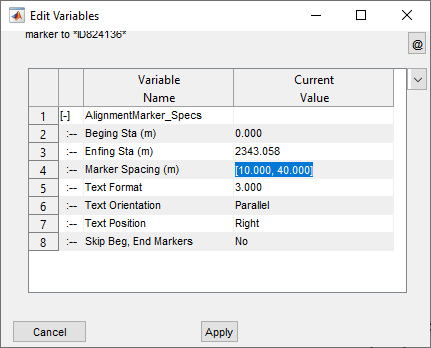 Edit Variables
marker to *ID824136*
@
Variable Name Current Value
1 [-] AlignmentMarker_Specs
2 :-- Beging Sta (m) 0.000
3 :-- Enfing Sta (m) 2343.058
4 :-- Marker Spacing (m) [10.000, 40.000]
5 :-- Text Format 3.000
6 :-- Text Orientation Parallel
7 :-- Text Position Right
8 :-- Skip Beg, End Markers No
Cancel Apply